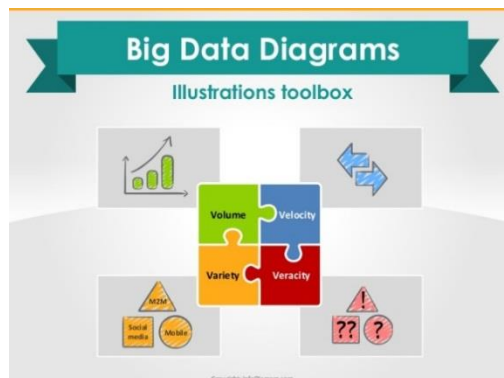 Big Data Diagrams
Illustrations toolbox
Volume
Velocity
Variety
Veracity
M2M
Social
media
Mobile
!
??
?